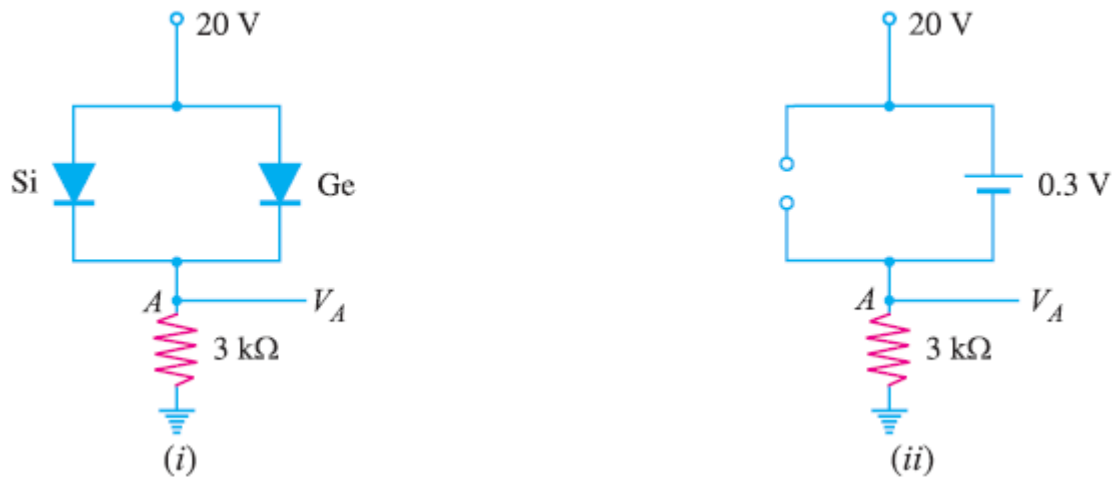 20 V
Si
Ge
A
V_A
3 kΩ
(i)
20 V
0.3 V
A
V_A
3 kΩ
(ii)